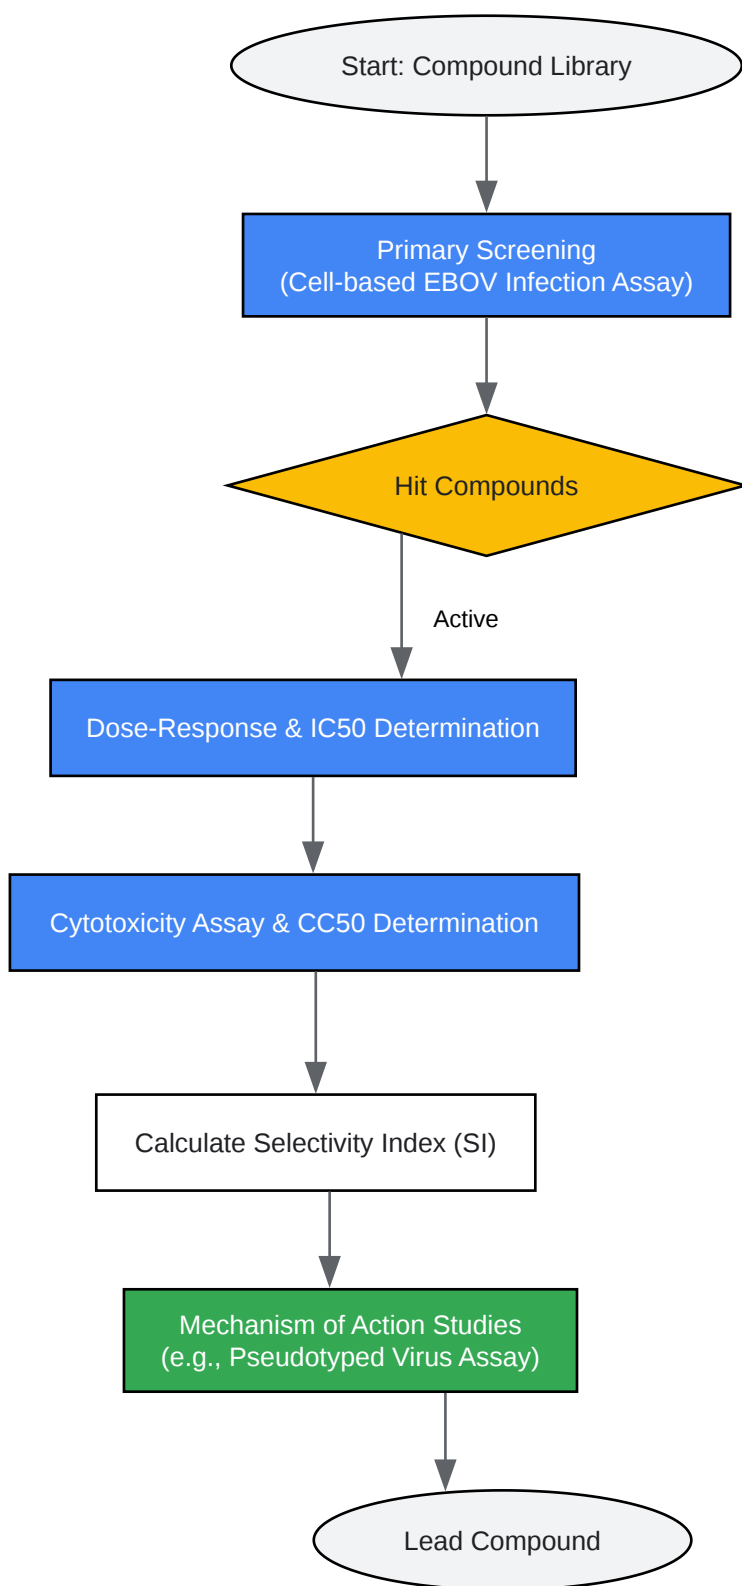 Start: Compound Library
Primary Screening
(Cell-based EBOV Infection Assay)
Hit Compounds
Active
Dose-Response & IC50 Determination
Cytotoxicity Assay & CC50 Determination
Calculate Selectivity Index (SI)
Mechanism of Action Studies
(e.g., Pseudotyped Virus Assay)
Lead Compound